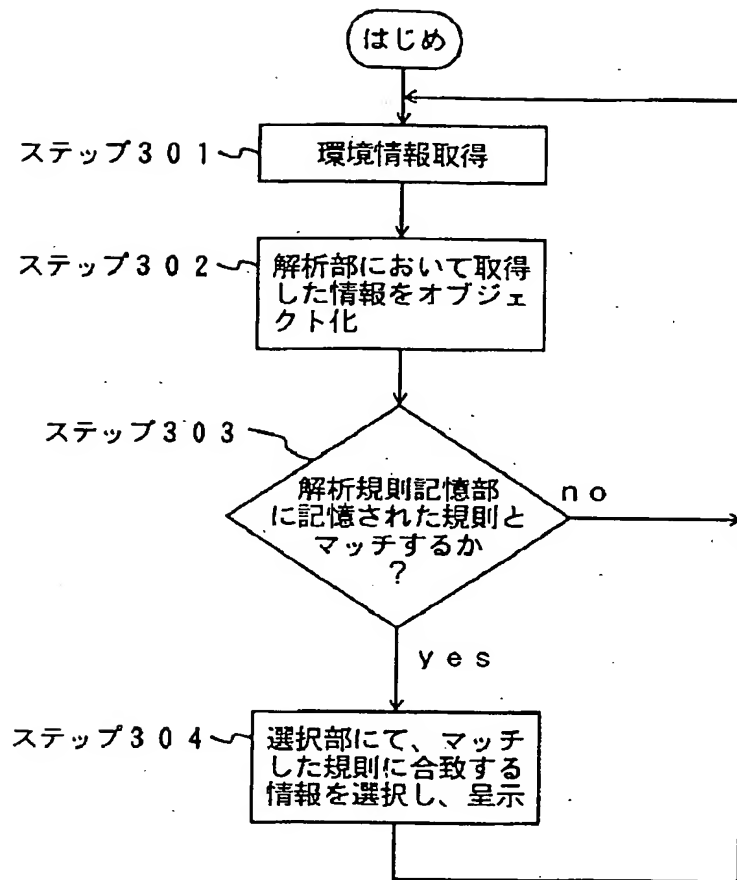 はじめ
ステップ301
環境情報取得
ステップ302
解析部において取得
した情報をオブジェ
クト化
ステップ303
解析規則記憶部
に記憶された規則と
マッチするか
?
no
yes
ステップ304
選択部にて、マッチ
した規則に合致する
情報を選択し、呈示